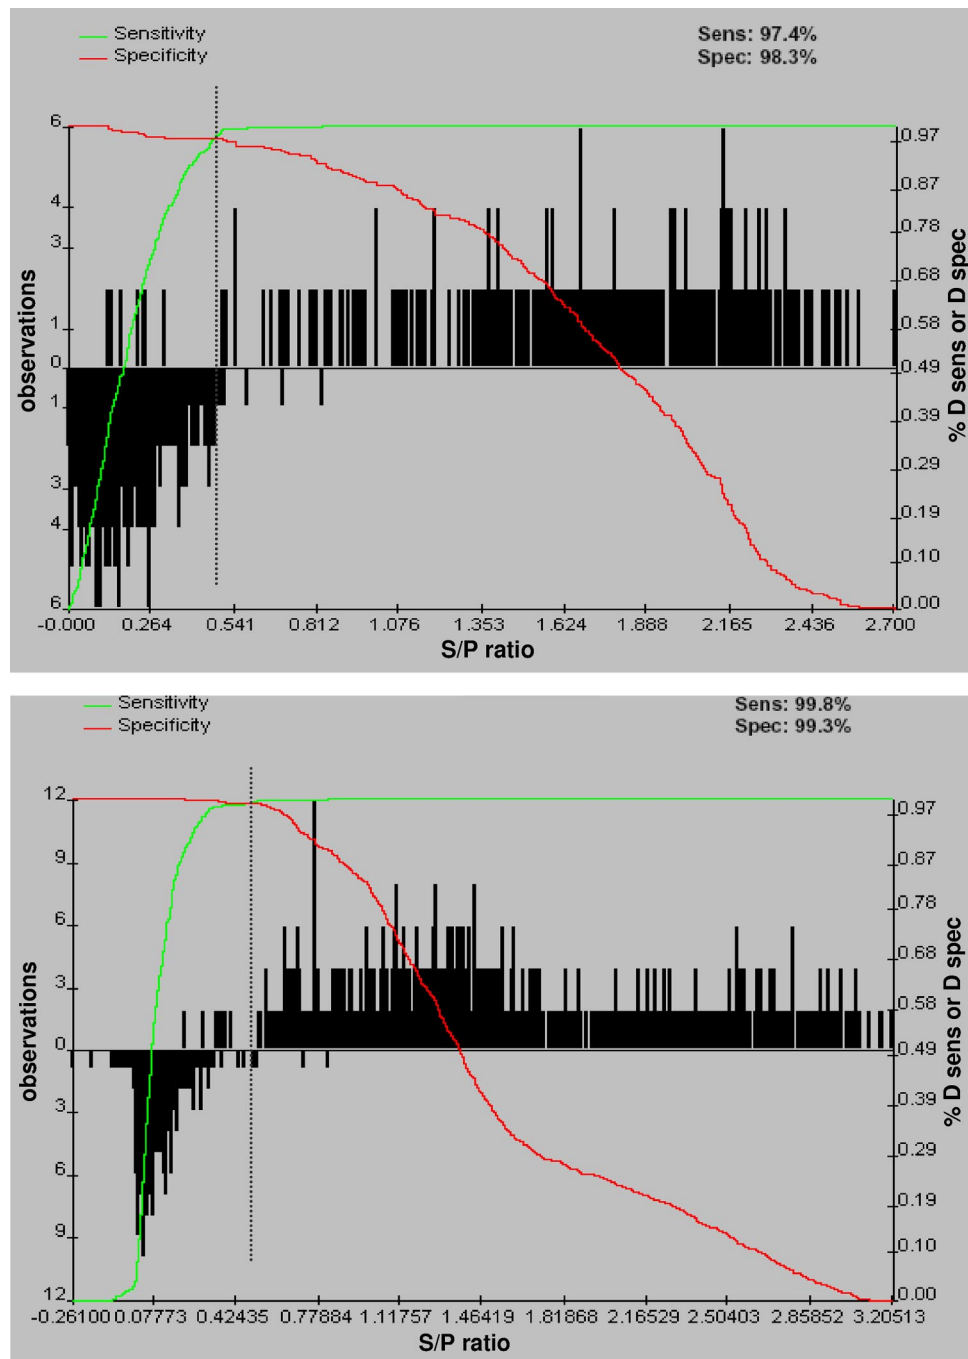 Sensitivity
Specificity
Sens: 97.4%
Spec: 98.3%
6
4
3
1
0
1
3
4
6
observations
0.97
0.87
0.78
0.68
0.58
0.49
0.39
0.29
0.19
0.10
0.00
% D sens or D spec
-0.000 0.264 0.541 0.812 1.076 1.353 1.624 1.888 2.165 2.436 2.700
S/P ratio
Sensitivity
Specificity
Sens: 99.8%
Spec: 99.3%
12
9
6
3
0
3
6
9
12
observations
0.97
0.87
0.78
0.68
0.58
0.49
0.39
0.29
0.19
0.10
0.00
% D sens or D spec
-0.26100 0.07773 0.42435 0.77884 1.11757 1.46419 1.81868 2.16529 2.50403 2.85852 3.20513
S/P ratio